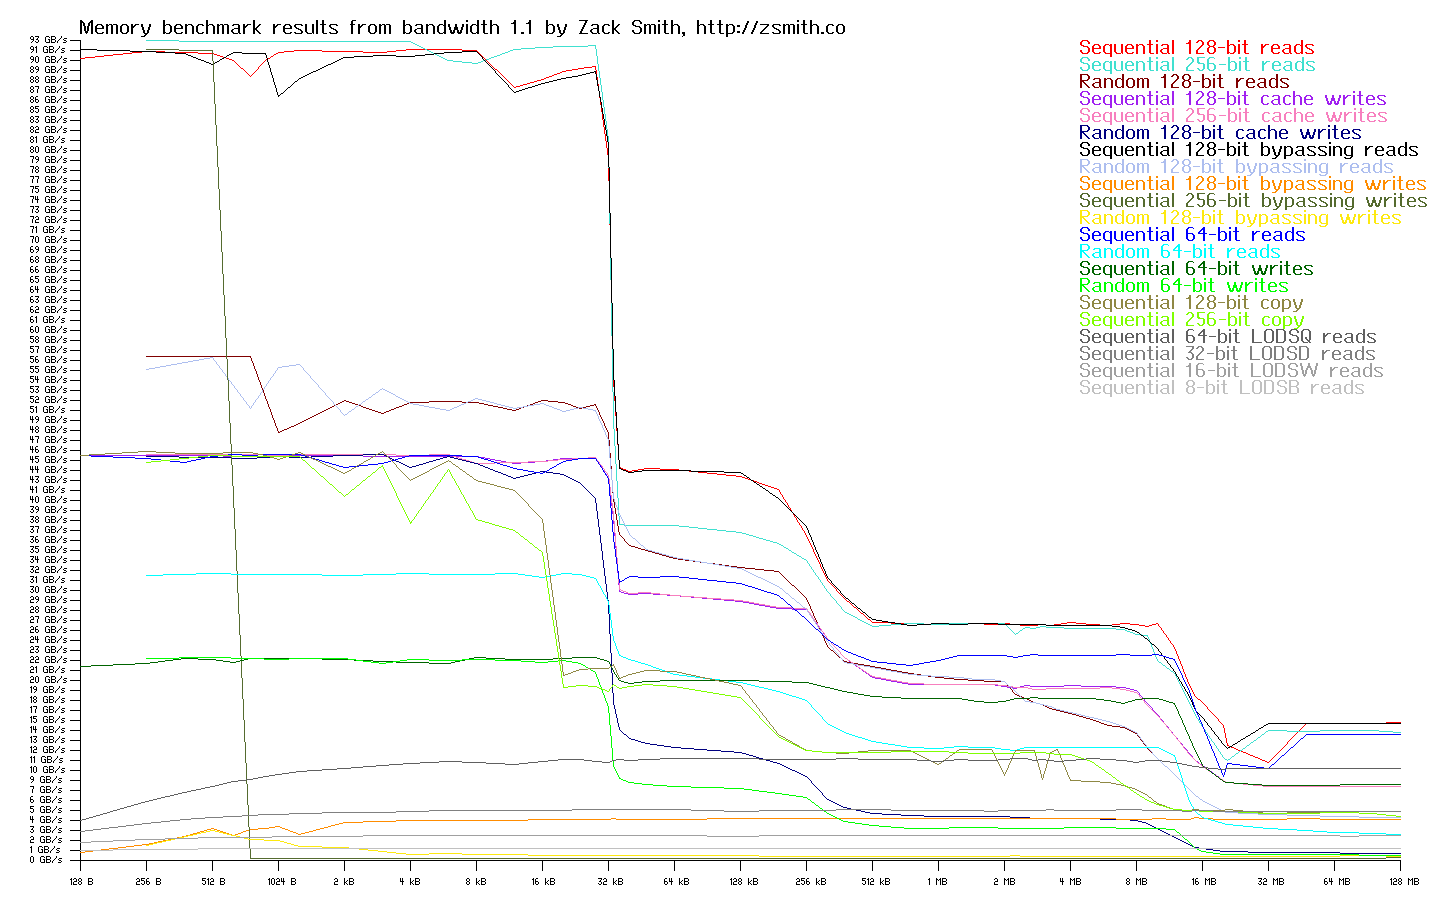 Memory benchmark results from bandwidth 1.1 by Zack Smith, http://zsmith.co
93 GB/s
91 GB/s
90 GB/s
89 GB/s
88 GB/s
87 GB/s
86 GB/s
85 GB/s
84 GB/s
83 GB/s
82 GB/s
81 GB/s
80 GB/s
79 GB/s
78 GB/s
77 GB/s
76 GB/s
75 GB/s
74 GB/s
73 GB/s
72 GB/s
71 GB/s
70 GB/s
69 GB/s
68 GB/s
67 GB/s
66 GB/s
65 GB/s
64 GB/s
63 GB/s
62 GB/s
61 GB/s
60 GB/s
59 GB/s
58 GB/s
57 GB/s
56 GB/s
55 GB/s
54 GB/s
53 GB/s
52 GB/s
51 GB/s
50 GB/s
49 GB/s
48 GB/s
47 GB/s
46 GB/s
45 GB/s
44 GB/s
43 GB/s
42 GB/s
41 GB/s
40 GB/s
39 GB/s
38 GB/s
37 GB/s
36 GB/s
35 GB/s
34 GB/s
33 GB/s
32 GB/s
31 GB/s
30 GB/s
29 GB/s
28 GB/s
27 GB/s
26 GB/s
25 GB/s
24 GB/s
23 GB/s
22 GB/s
21 GB/s
20 GB/s
19 GB/s
18 GB/s
17 GB/s
16 GB/s
15 GB/s
14 GB/s
13 GB/s
12 GB/s
11 GB/s
10 GB/s
9 GB/s
8 GB/s
7 GB/s
6 GB/s
5 GB/s
4 GB/s
3 GB/s
2 GB/s
1 GB/s
0 GB/s
128 B 256 B 512 B 1024 B 2 kB 4 kB 8 kB 16 kB 32 kB 64 kB 128 kB 256 kB 512 kB 1 MB 2 MB 4 MB 8 MB 16 MB 32 MB 64 MB 128 MB
Sequential 128-bit reads
Sequential 256-bit reads
Random 128-bit reads
Sequential 128-bit cache writes
Sequential 256-bit cache writes
Random 128-bit cache writes
Sequential 128-bit bypassing reads
Random 128-bit bypassing reads
Sequential 128-bit bypassing writes
Sequential 256-bit bypassing writes
Random 128-bit bypassing writes
Sequential 64-bit reads
Random 64-bit reads
Sequential 64-bit writes
Random 64-bit writes
Sequential 128-bit copy
Sequential 256-bit copy
Sequential 64-bit LODSQ reads
Sequential 32-bit LODSD reads
Sequential 16-bit LODSW reads
Sequential 8-bit LODSB reads